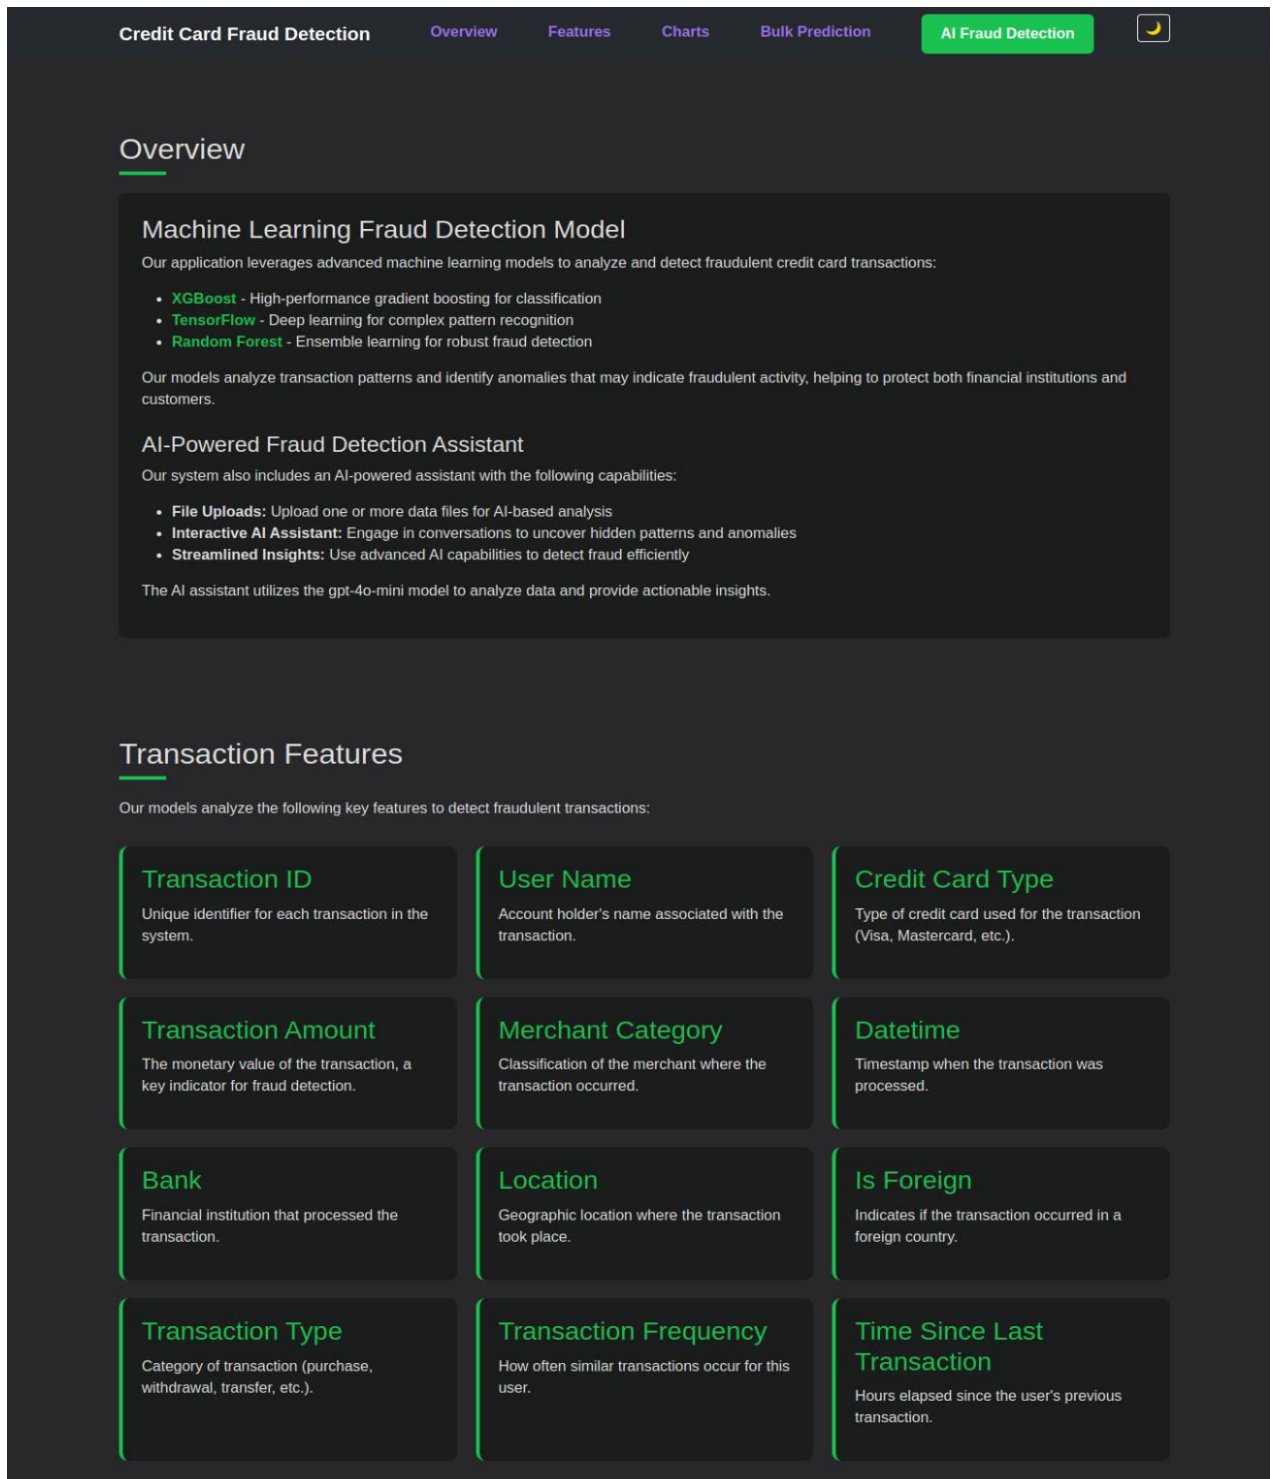 Credit Card Fraud Detection Overview Features Charts Bulk Prediction AI Fraud Detection
Overview
Machine Learning Fraud Detection Model
Our application leverages advanced machine learning models to analyze and detect fraudulent credit card transactions:
• XGBoost - High-performance gradient boosting for classification
• TensorFlow - Deep learning for complex pattern recognition
• Random Forest - Ensemble learning for robust fraud detection
Our models analyze transaction patterns and identify anomalies that may indicate fraudulent activity, helping to protect both financial institutions and
customers.
AI-Powered Fraud Detection Assistant
Our system also includes an AI-powered assistant with the following capabilities:
• File Uploads: Upload one or more data files for AI-based analysis
• Interactive AI Assistant: Engage in conversations to uncover hidden patterns and anomalies
• Streamlined Insights: Use advanced AI capabilities to detect fraud efficiently
The AI assistant utilizes the gpt-4o-mini model to analyze data and provide actionable insights.
Transaction Features
Our models analyze the following key features to detect fraudulent transactions:
Transaction ID
Unique identifier for each transaction in the
system.
User Name
Account holder's name associated with the
transaction.
Credit Card Type
Type of credit card used for the transaction
(Visa, Mastercard, etc.).
Transaction Amount
The monetary value of the transaction, a
key indicator for fraud detection.
Merchant Category
Classification of the merchant where the
transaction occurred.
Datetime
Timestamp when the transaction was
processed.
Bank
Financial institution that processed the
transaction.
Location
Geographic location where the transaction
took place.
Is Foreign
Indicates if the transaction occurred in a
foreign country.
Transaction Type
Category of transaction (purchase,
withdrawal, transfer, etc.).
Transaction Frequency
How often similar transactions occur for this
user.
Time Since Last
Transaction
Hours elapsed since the user's previous
transaction.